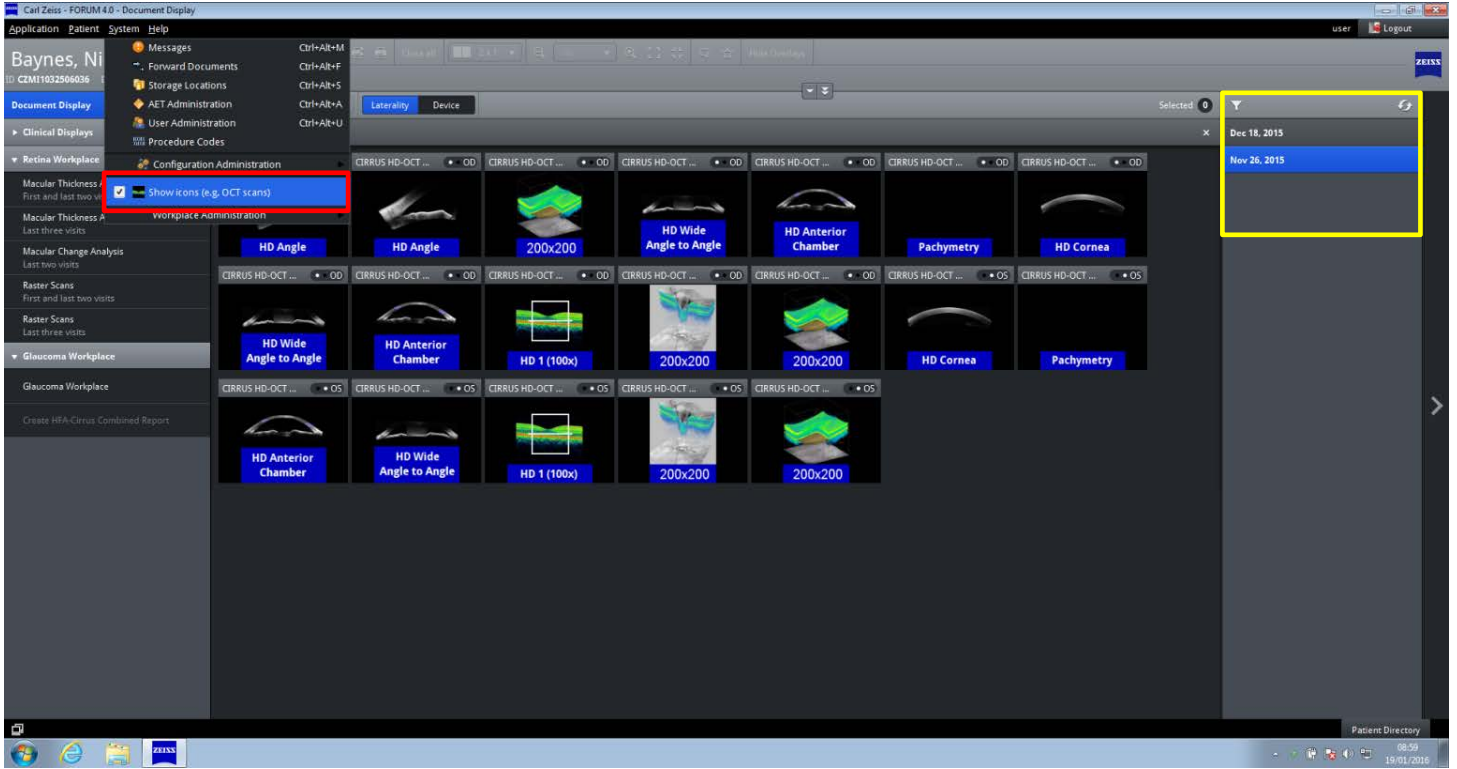 Carl Zeiss - FORUM 4.0 - Document Display
Application Patient System Help
user Logout
Baynes, Ni
ID CZMI1032506036
ZEISS
Messages Ctrl+Alt+M
Forward Documents Ctrl+Alt+F
Storage Locations Ctrl+Alt+S
AET Administration Ctrl+Alt+A
User Administration Ctrl+Alt+U
Procedure Codes
Configuration Administration
Show icons (e.g. OCT scans)
Workplace Administration
Close all 2 x 1 Hide Overlays
Document Display
Clinical Displays
Retina Workplace
Macular Thickness A
First and last two vi
Macular Thickness A
Last three visits
Macular Change Analysis
Last two visits
Raster Scans
First and last two visits
Raster Scans
Last three visits
Glaucoma Workplace
Glaucoma Workplace
Create HFA-Cirrus Combined Report
Laterality Device
Selected 0
×
Dec 18, 2015
Nov 26, 2015
CIRRUS HD-OCT ... OD CIRRUS HD-OCT ... OD CIRRUS HD-OCT ... OD CIRRUS HD-OCT ... OD CIRRUS HD-OCT ... OD CIRRUS HD-OCT ... OD
HD Angle HD Angle 200x200 HD Wide Angle to Angle HD Anterior Chamber Pachymetry HD Cornea
CIRRUS HD-OCT ... OD CIRRUS HD-OCT ... OD CIRRUS HD-OCT ... OD CIRRUS HD-OCT ... OD CIRRUS HD-OCT ... OD CIRRUS HD-OCT ... OS CIRRUS HD-OCT ... OS
HD Wide Angle to Angle HD Anterior Chamber HD 1 (100x) 200x200 200x200 HD Cornea Pachymetry
CIRRUS HD-OCT ... OS CIRRUS HD-OCT ... OS CIRRUS HD-OCT ... OS CIRRUS HD-OCT ... OS CIRRUS HD-OCT ... OS
HD Anterior Chamber HD Wide Angle to Angle HD 1 (100x) 200x200 200x200
Patient Directory
ZEISS
08:59
19/01/2016